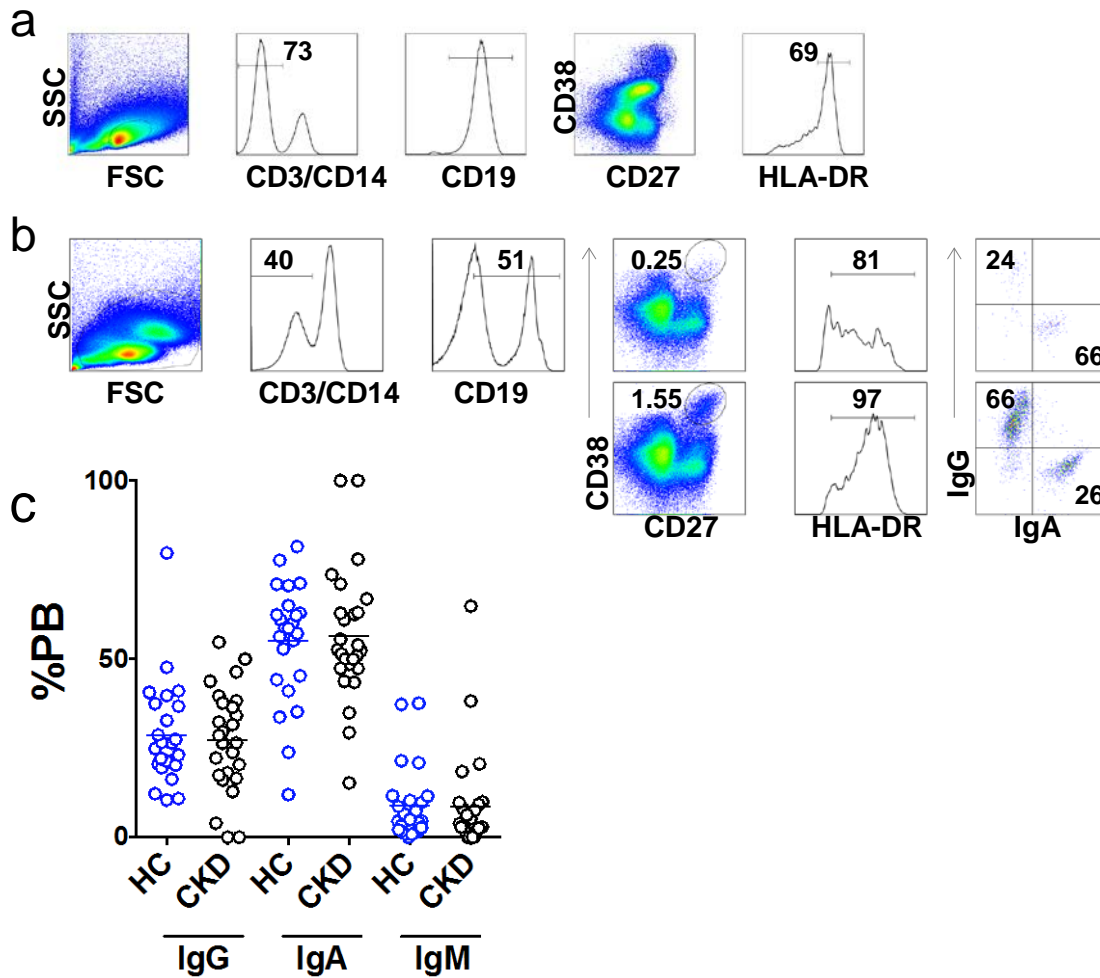 a
73
69
SSC
CD38
FSC
CD3/CD14
CD19
CD27
HLA-DR
b
40
51
0.25
81
24
66
SSC
FSC
CD3/CD14
CD19
1.55
97
66
26
CD38
IgG
CD27
HLA-DR
IgA
c
100
50
0
%PB
HC
CKD
HC
CKD
HC
CKD
IgG
IgA
IgM